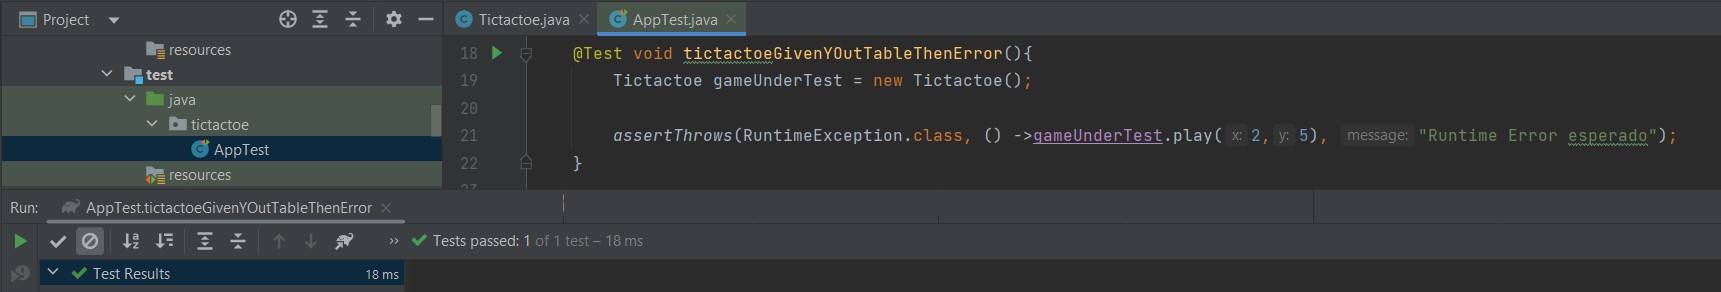 Project
Tictactoe.java
AppTest.java
resources
test
java
tictactoe
AppTest
resources
18 @Test void tictactoeGivenYOutTableThenError(){
19 Tictactoe gameUnderTest = new Tictactoe();
20
21 assertThrows(RuntimeException.class, () ->gameUnderTest.play( x: 2, y: 5), message: "Runtime Error esperado");
22 }
Run: AppTest.tictactoeGivenYOutTableThenError
Tests passed: 1 of 1 test – 18 ms
Test Results 18 ms